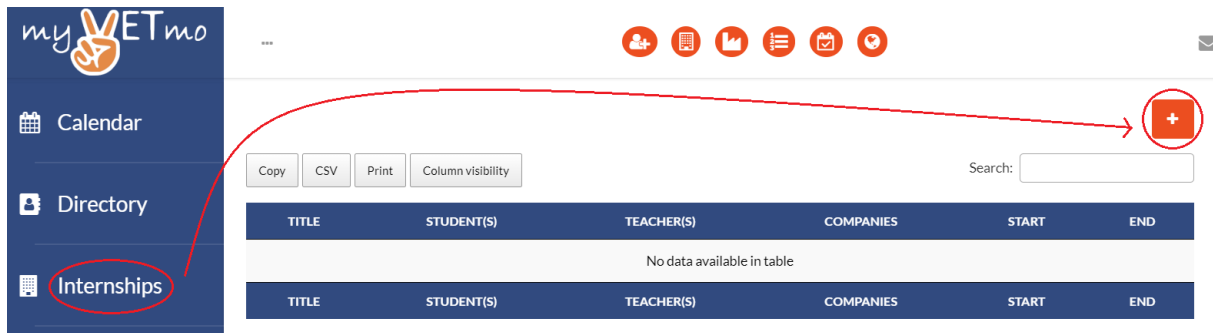 myVETmo
...
Calendar
Directory
Internships
+
Copy CSV Print Column visibility
Search:
TITLE STUDENT(S) TEACHER(S) COMPANIES START END
No data available in table
TITLE STUDENT(S) TEACHER(S) COMPANIES START END